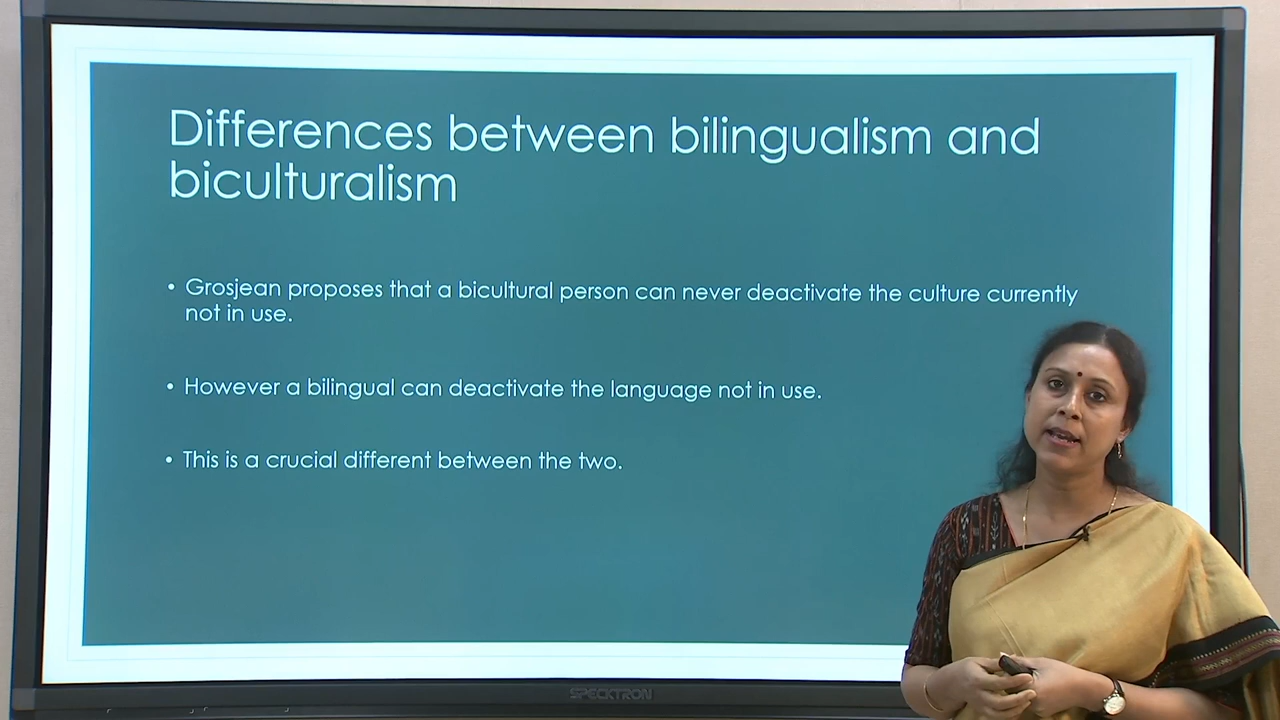 Differences between bilingualism and
biculturalism
• Grosjean proposes that a bicultural person can never deactivate the culture currently
not in use.
• However a bilingual can deactivate the language not in use.
• This is a crucial different between the two.
SPECKTRON